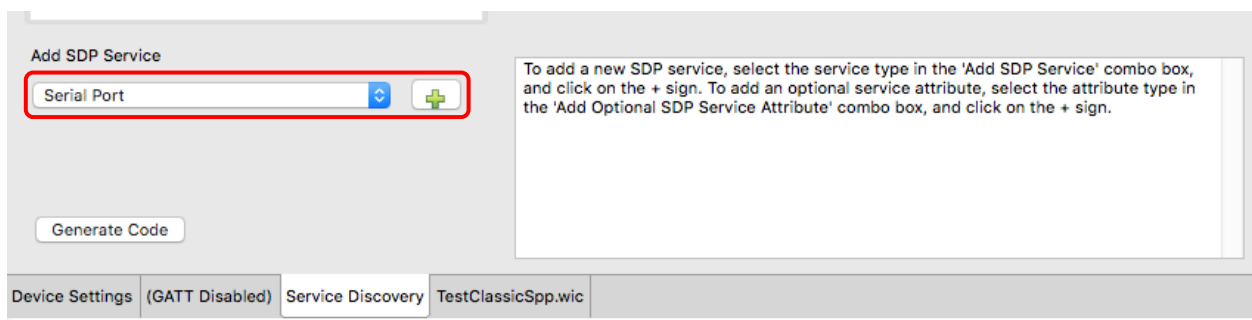 Add SDP Service
Serial Port
To add a new SDP service, select the service type in the 'Add SDP Service' combo box,
and click on the + sign. To add an optional service attribute, select the attribute type in
the 'Add Optional SDP Service Attribute' combo box, and click on the + sign.
Generate Code
Device Settings (GATT Disabled) Service Discovery TestClassicSpp.wic